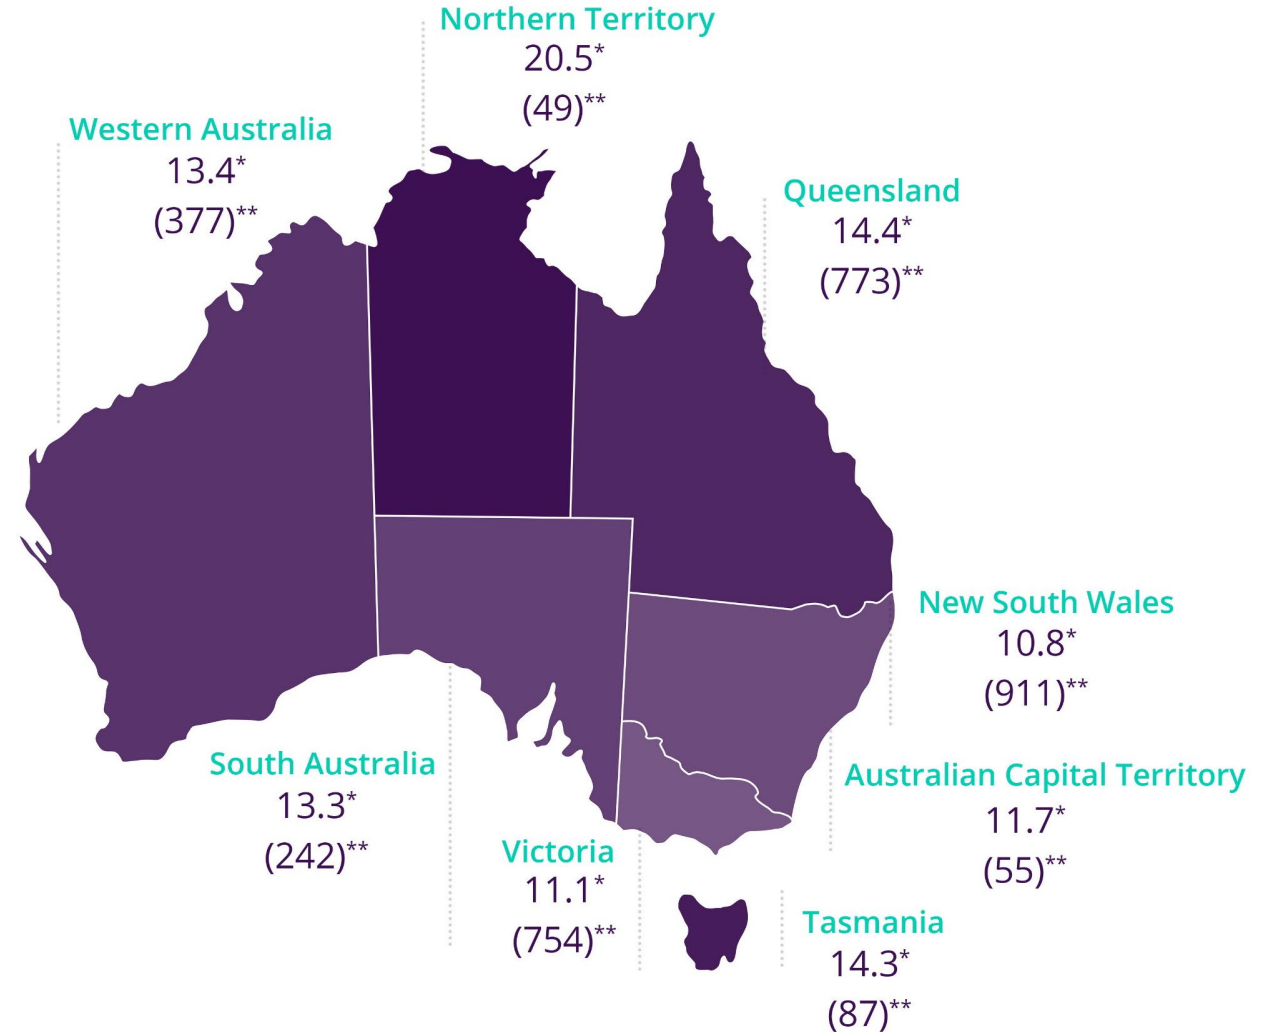 Northern Territory
20.5*
(49)**
Western Australia
13.4*
(377)**
Queensland
14.4*
(773)**
New South Wales
10.8*
(911)**
South Australia
13.3*
(242)**
Australian Capital Territory
11.7*
(55)**
Victoria
11.1*
(754)**
Tasmania
14.3*
(87)**